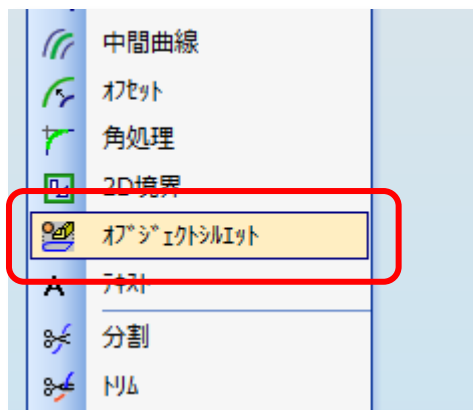 中間曲線
ｵﾌｾｯﾄ
角処理
2D境界
ｵﾌﾞｼﾞｪｸﾄｼﾙｴｯﾄ
ﾃｷｽﾄ
分割
ﾄﾘﾑ